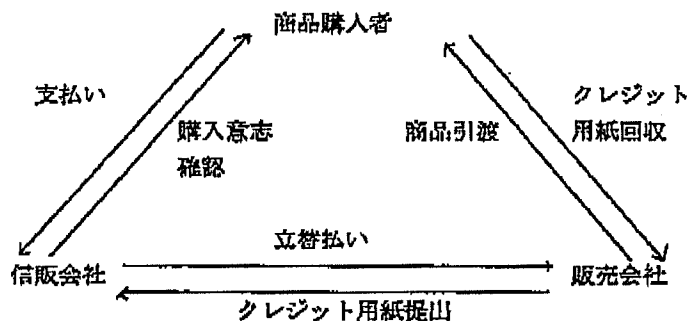 商品購入者
支払い
クレジット
用紙回収
購入意志
確認
商品引渡
立替払い
信販会社
販売会社
クレジット用紙提出